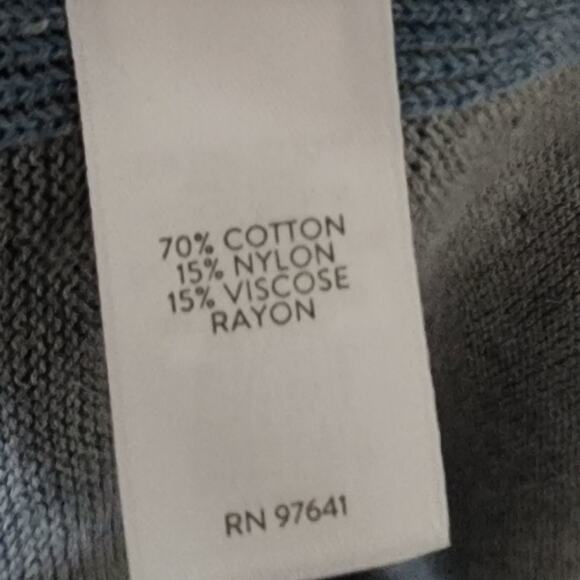 70% COTTON
15% NYLON
15% VISCOSE
RAYON
RN 97641